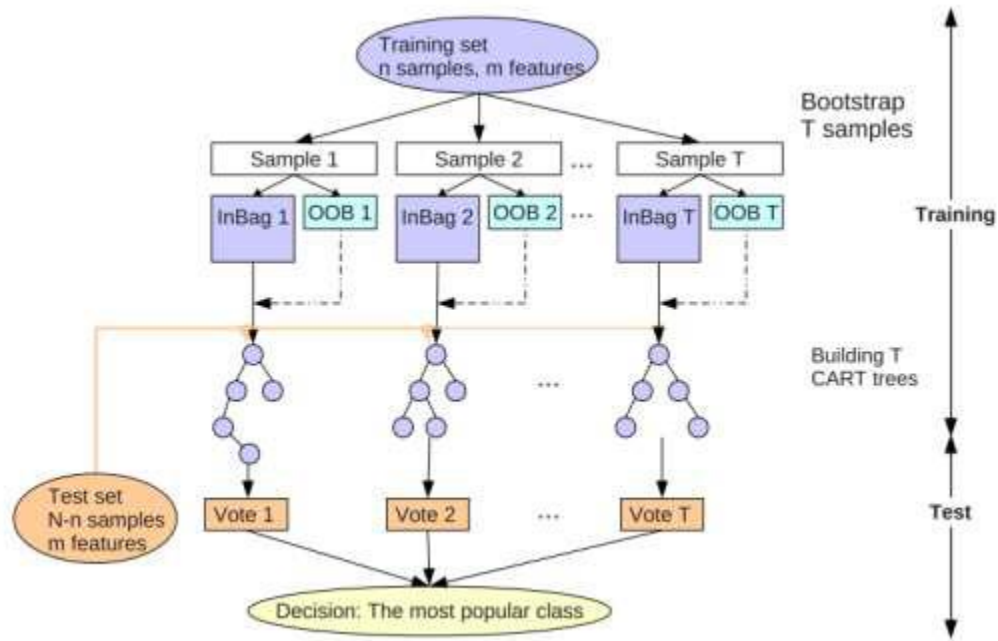 Training set
n samples, m features
Bootstrap
T samples
Sample 1
Sample 2
...
Sample T
InBag 1
OOB 1
InBag 2
OOB 2
...
InBag T
OOB T
Training
Building T
CART trees
...
Test set
N-n samples
m features
Vote 1
Vote 2
...
Vote T
Test
Decision: The most popular class